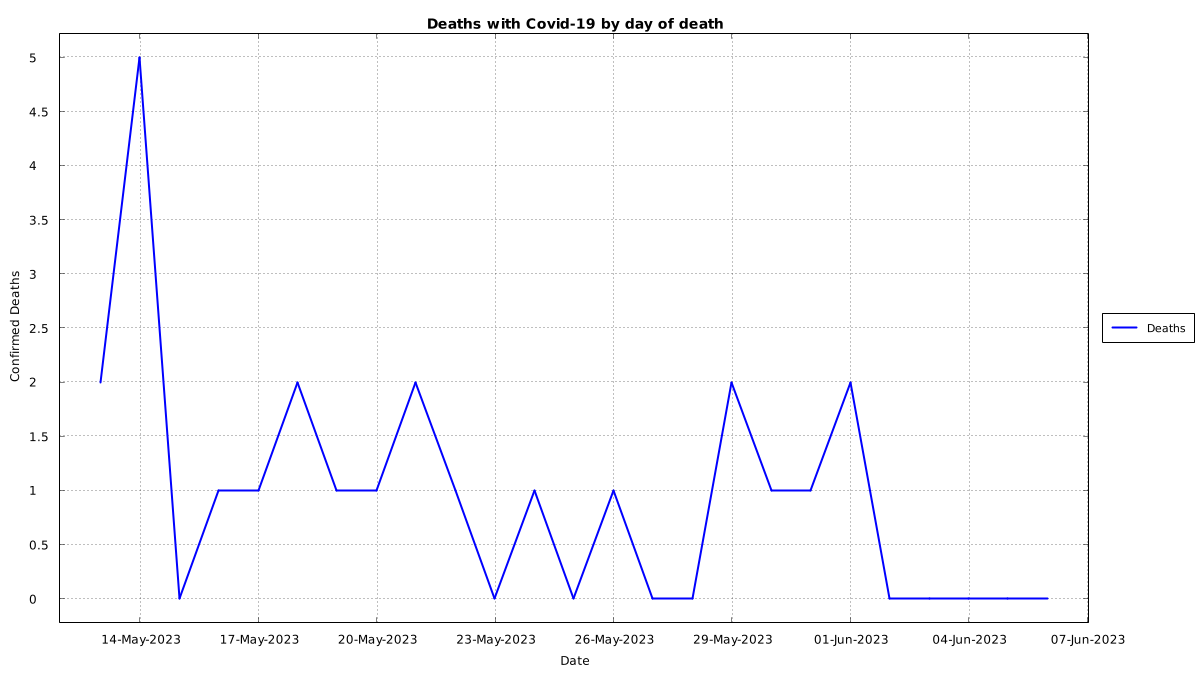 Deaths with Covid-19 by day of death
5
4.5
4
3.5
3
2.5
2
1.5
1
0.5
0
Confirmed Deaths
14-May-2023 17-May-2023 20-May-2023 23-May-2023 26-May-2023 29-May-2023 01-Jun-2023 04-Jun-2023 07-Jun-2023
Date
Deaths